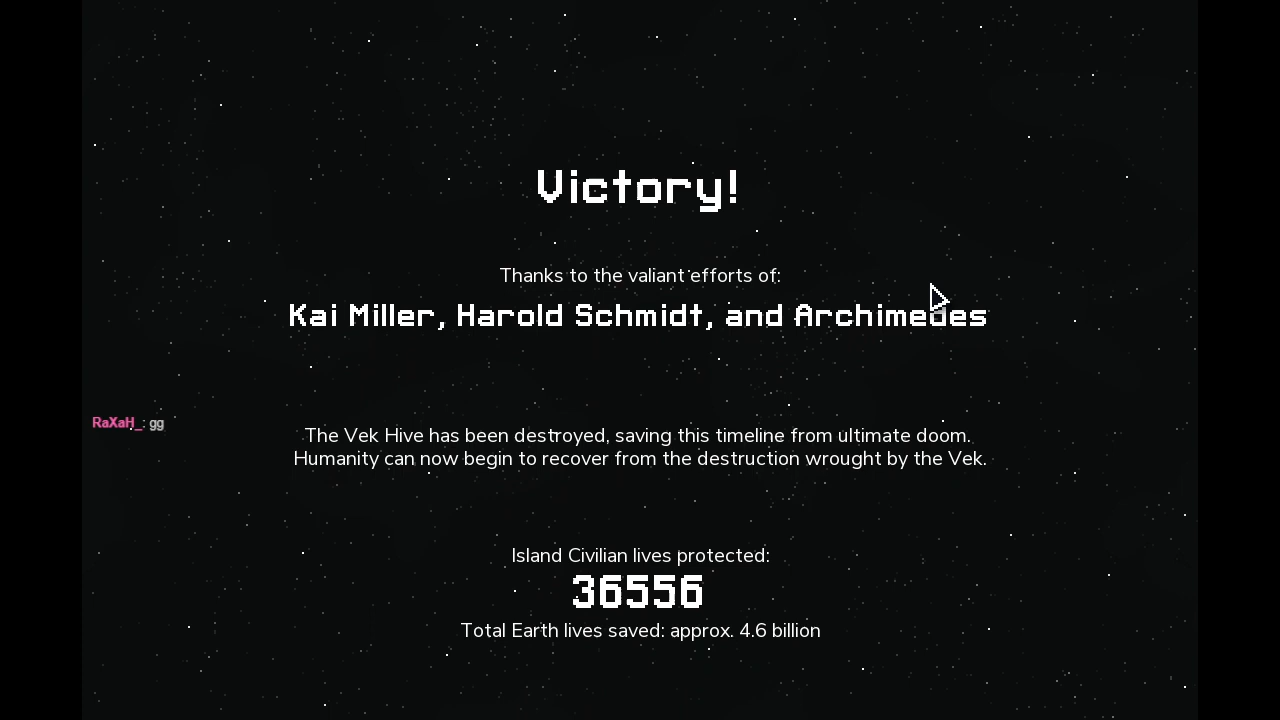 Victory!
Thanks to the valiant efforts of:
Kai Miller, Harold Schmidt, and Archimedes
RaXaH_: gg
The Vek Hive has been destroyed, saving this timeline from ultimate doom.
Humanity can now begin to recover from the destruction wrought by the Vek.
Island Civilian lives protected:
36556
Total Earth lives saved: approx. 4.6 billion